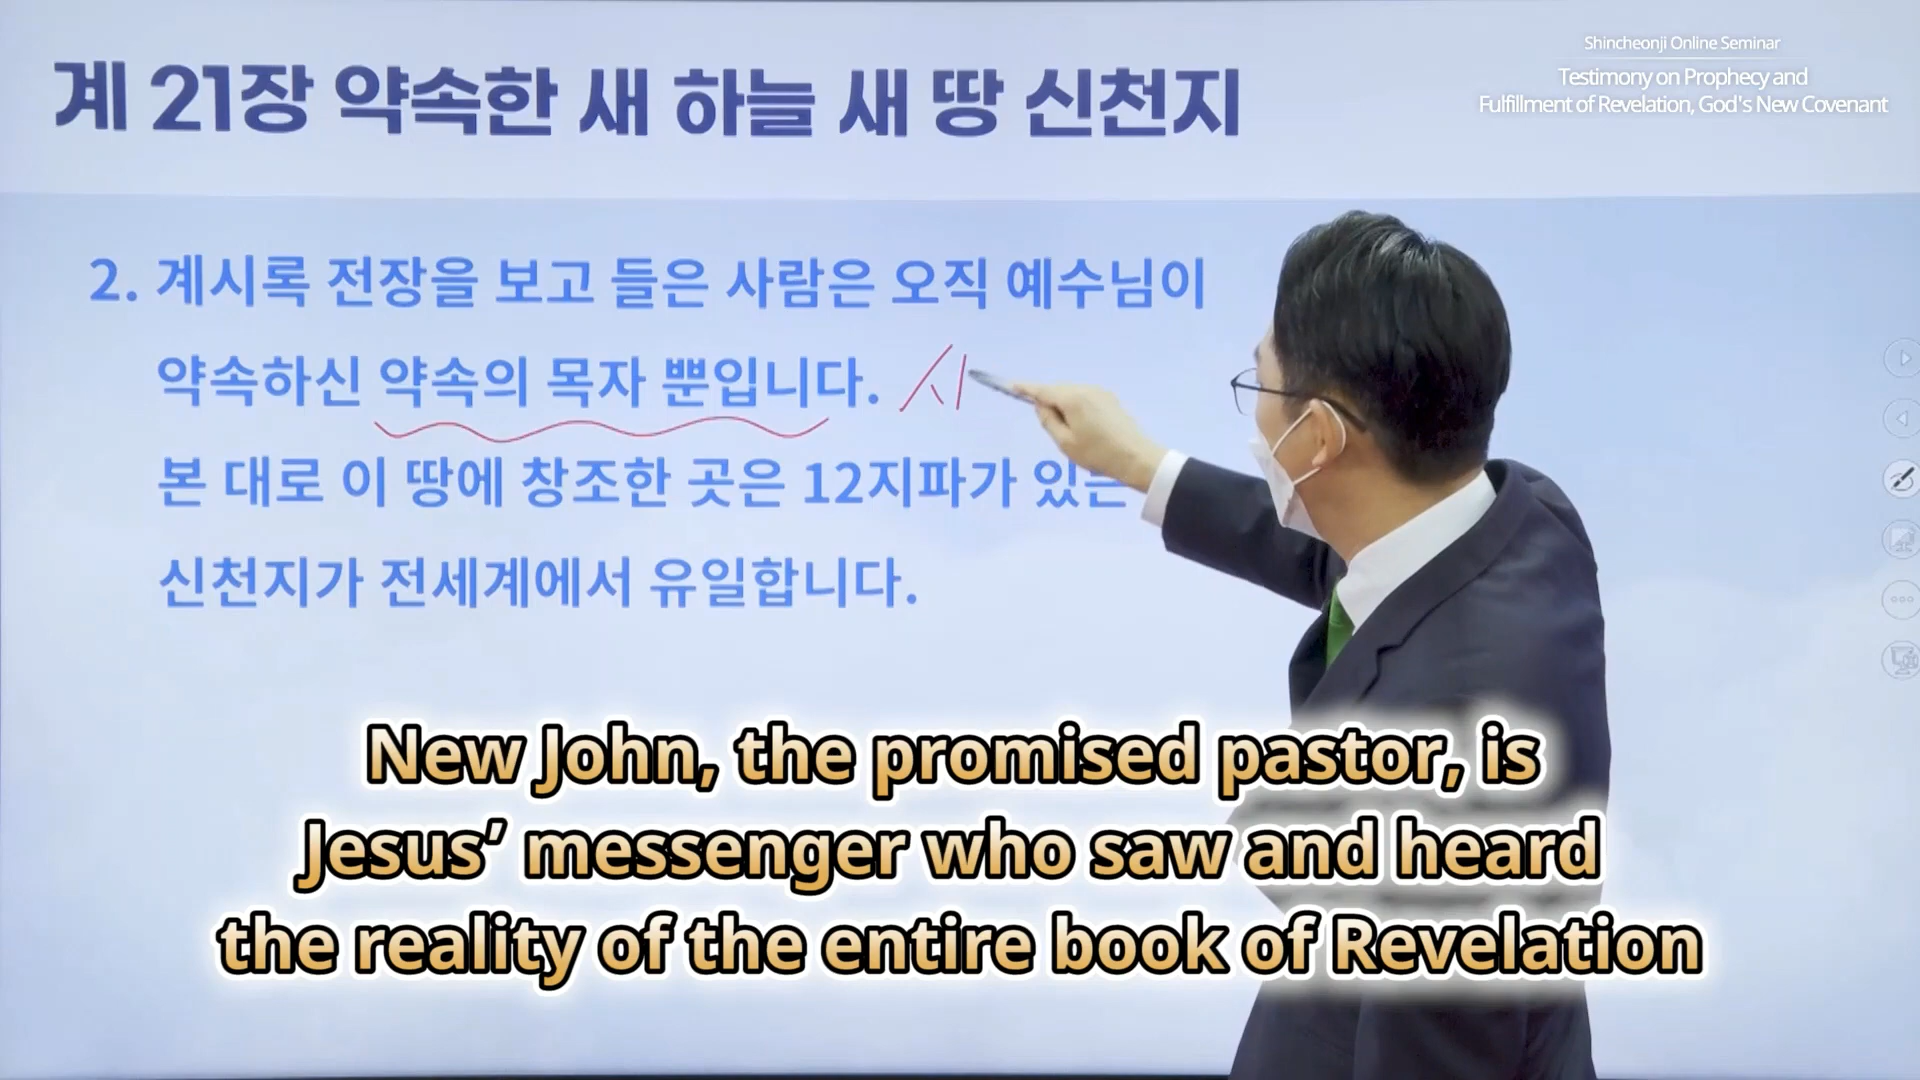 계 21장 약속한 새 하늘 새 땅 신천지
Shincheonji Online Seminar
Testimony on Prophecy and
Fulfillment of Revelation, God's New Covenant
2. 계시록 전장을 보고 들은 사람은 오직 예수님이
약속하신 약속의 목자 뿐입니다.
본 대로 이 땅에 창조한 곳은 12지파가 있는
신천지가 전세계에서 유일합니다.
New John, the promised pastor, is
Jesus’ messenger who saw and heard
the reality of the entire book of Revelation